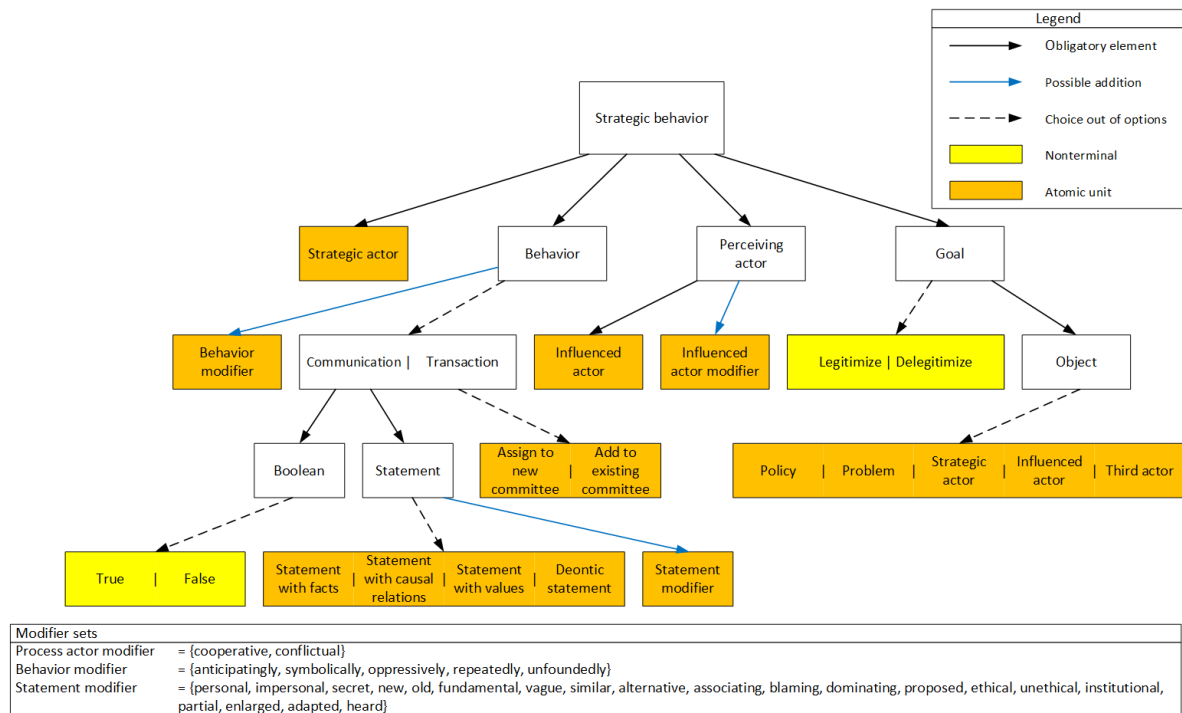 Legend
Obligatory element
Possible addition
Choice out of options
Nonterminal
Atomic unit
Strategic behavior
Strategic actor
Behavior
Perceiving
actor
Goal
Behavior
modifier
Communication | Transaction
Influenced
actor
Influenced
actor modifier
Legitimize | Delegitimize
Object
Boolean
Statement
Assign to
new
committee
|
Add to
existing
committee
Policy | Problem | Strategic
actor | Influenced
actor | Third actor
True | False
Statement
with facts
|
Statement
with causal
relations
|
Statement
with values
|
Deontic
statement
Statement
modifier
Modifier sets
Process actor modifier = {cooperative, conflictual}
Behavior modifier = {anticipatingly, symbolically, oppressively, repeatedly, unfoundedly}
Statement modifier = {personal, impersonal, secret, new, old, fundamental, vague, similar, alternative, associating, blaming, dominating, proposed, ethical, unethical, institutional,
partial, enlarged, adapted, heard}